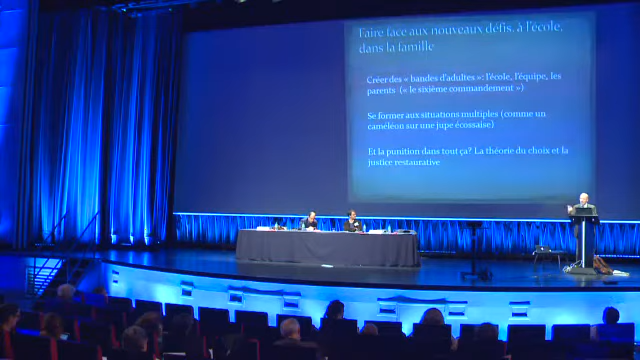 Faire face aux nouveaux défis, à l'école,
dans la famille
Créer des « bandes d'adultes »: l'école, l'équipe, les
parents (« le sixième commandement »)
Se former aux situations multiples (comme un
caméléon sur une jupe écossaise)
Et la punition dans tout ça? La théorie du choix et la
justice restaurative